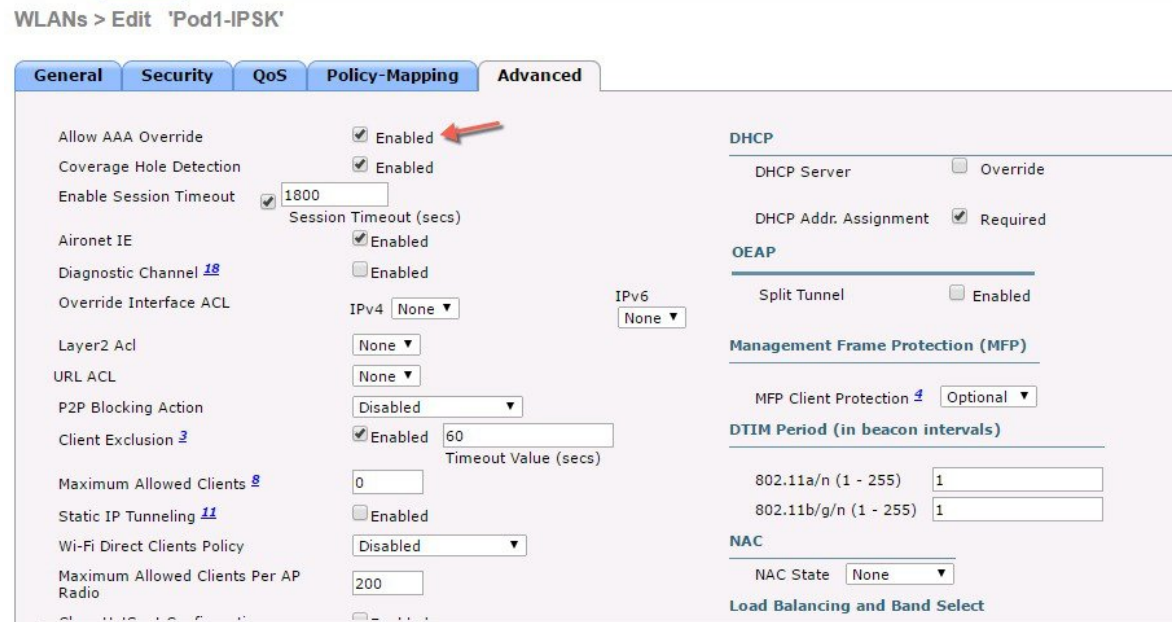 WLANs > Edit 'Pod1-IPSK'
General Security QoS Policy-Mapping Advanced
Allow AAA Override Enabled
Coverage Hole Detection Enabled
Enable Session Timeout 1800
Session Timeout (secs)
Aironet IE Enabled
Diagnostic Channel 18 Enabled
Override Interface ACL IPv4 None IPv6 None
Layer2 Acl None
URL ACL None
P2P Blocking Action Disabled
Client Exclusion 3 Enabled 60
Timeout Value (secs)
Maximum Allowed Clients 8 0
Static IP Tunneling 11 Enabled
Wi-Fi Direct Clients Policy Disabled
Maximum Allowed Clients Per AP
Radio 200
DHCP
DHCP Server Override
DHCP Addr. Assignment Required
OEAP
Split Tunnel Enabled
Management Frame Protection (MFP)
MFP Client Protection 4 Optional
DTIM Period (in beacon intervals)
802.11a/n (1 - 255) 1
802.11b/g/n (1 - 255) 1
NAC
NAC State None
Load Balancing and Band Select